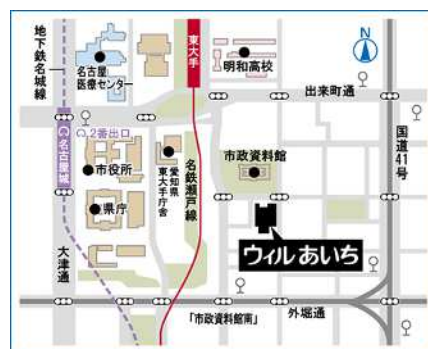 地下鉄名城線
名古屋
医療センター
東大手
明和高校
N
出来町通
2番出口
名古屋城
市役所
県庁
愛知県
東大手庁舎
名鉄瀬戸線
市政資料館
国道41号
ウィルあいち
大津通
「市政資料館南」
外堀通